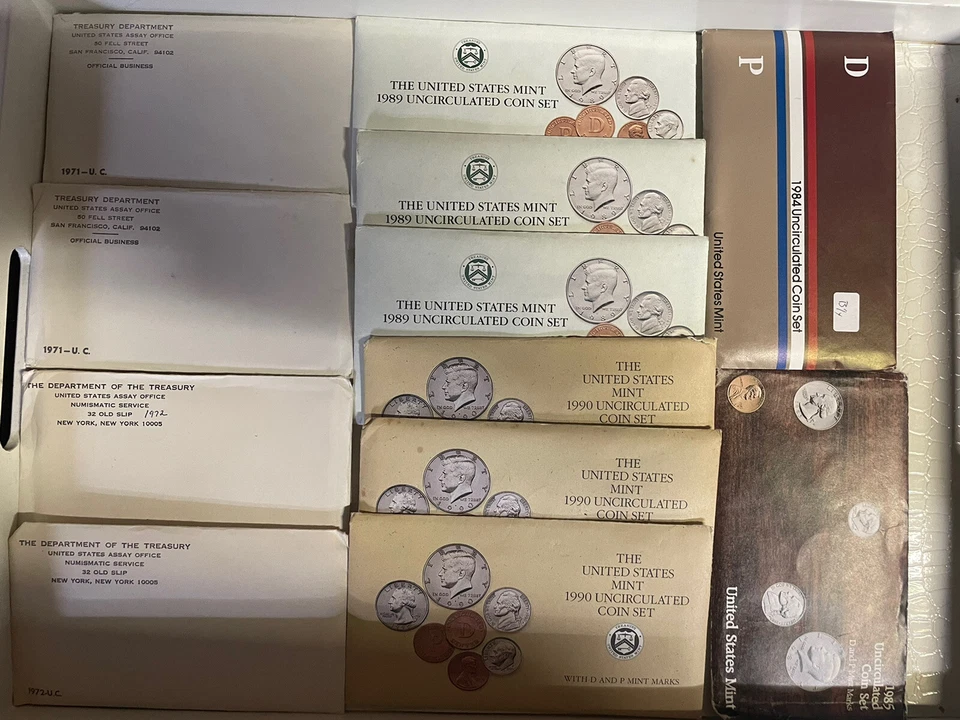 TREASURY DEPARTMENT
UNITED STATES ASSAY OFFICE
50 FELL STREET
SAN FRANCISCO, CALIF. 94102
OFFICIAL BUSINESS
1971—U. C.
TREASURY DEPARTMENT
UNITED STATES ASSAY OFFICE
50 FELL STREET
SAN FRANCISCO, CALIF. 94102
OFFICIAL BUSINESS
1971—U. C.
THE DEPARTMENT OF THE TREASURY
UNITED STATES ASSAY OFFICE
NUMISMATIC SERVICE
32 OLD SLIP 1972
NEW YORK, NEW YORK 10005
THE DEPARTMENT OF THE TREASURY
UNITED STATES ASSAY OFFICE
NUMISMATIC SERVICE
32 OLD SLIP
NEW YORK, NEW YORK 10005
1972-U.C.
THE UNITED STATES MINT
1989 UNCIRCULATED COIN SET
D
D
THE UNITED STATES MINT
1989 UNCIRCULATED COIN SET
THE UNITED STATES MINT
1989 UNCIRCULATED COIN SET
THE
UNITED STATES
MINT
1990 UNCIRCULATED
COIN SET
LIBERTY
THE
UNITED STATES
MINT
1990 UNCIRCULATED
COIN SET
LIBERTY
THE
UNITED STATES
MINT
1990 UNCIRCULATED
COIN SET
WITH D AND P MINT MARKS
LIBERTY
P
D
1984 Uncirculated Coin Set
United States Mint
United States Mint
1985
Uncirculated
Coin Set
D and P Mint Marks